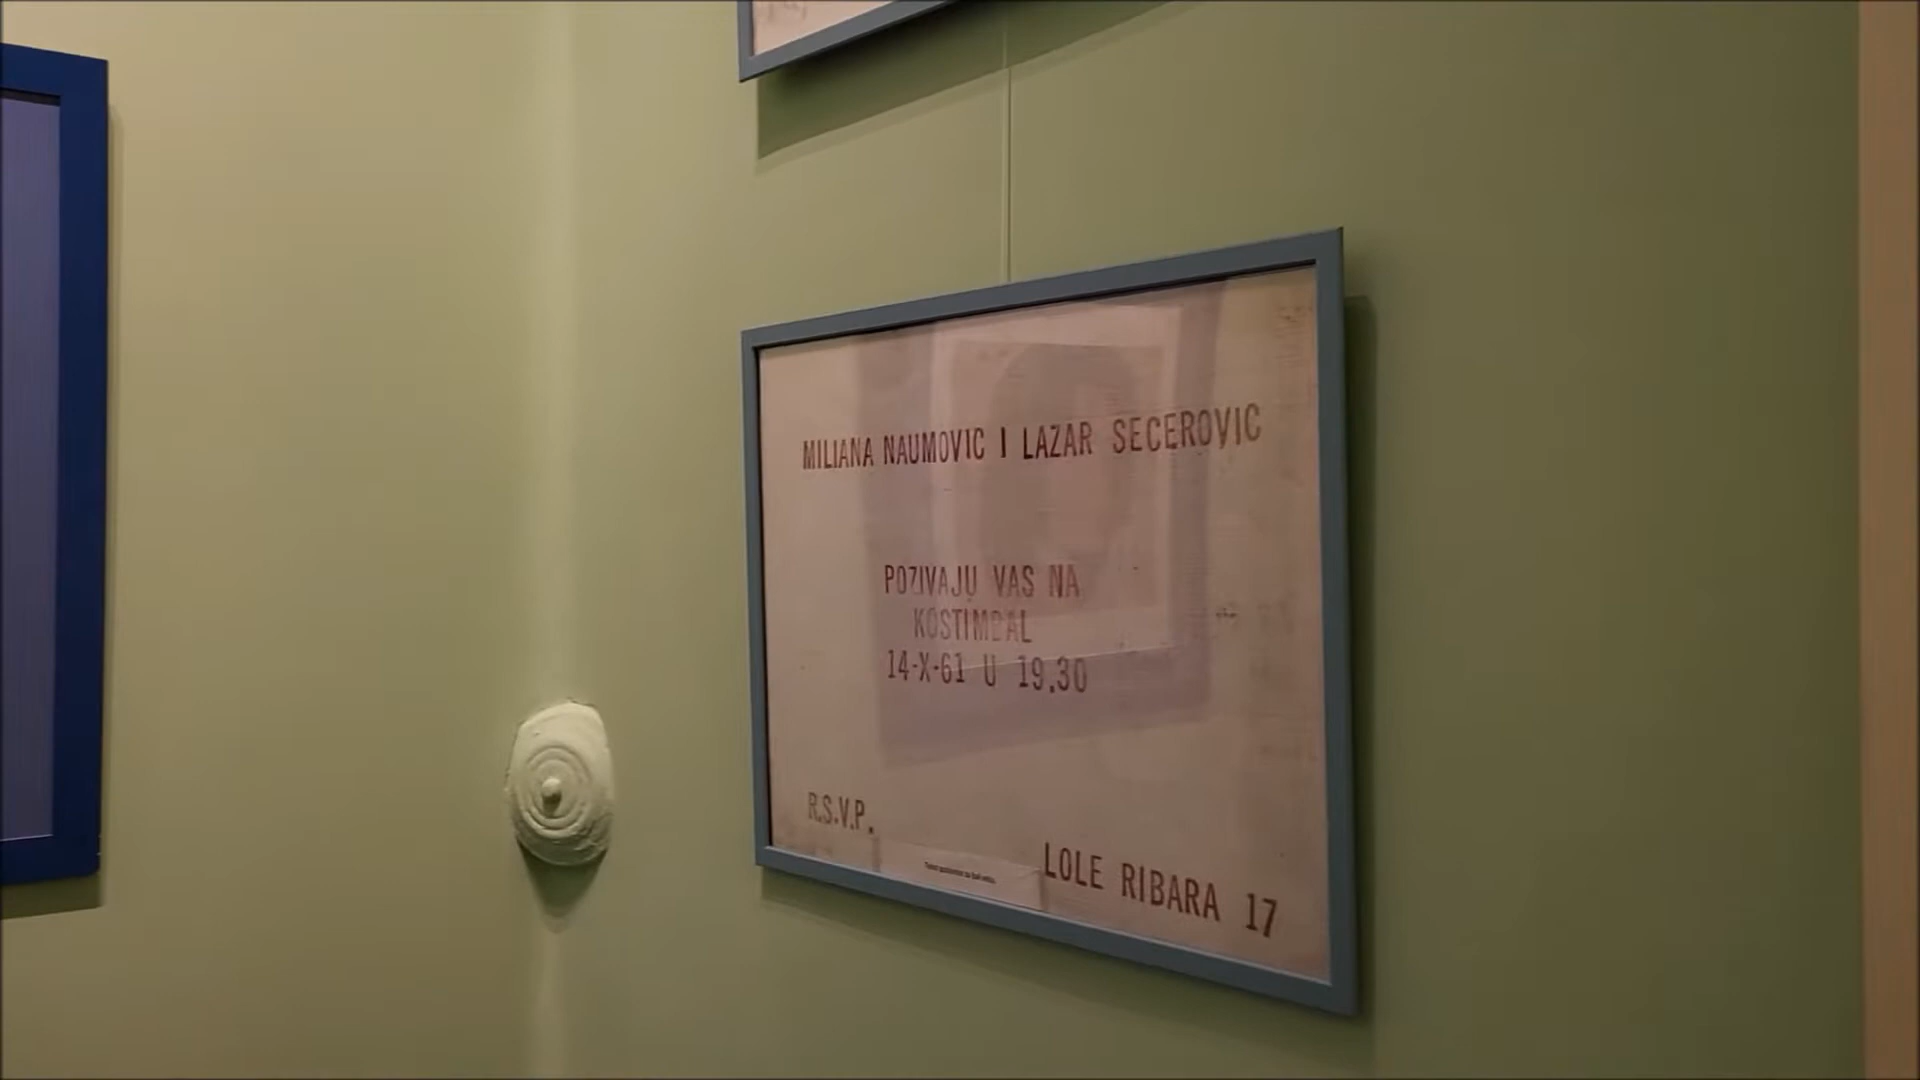 MILIANA NAUMOVIC I LAZAR SECEROVIC
POZIVAJU VAS NA
KOSTIMBAL
14-X-61 U 19.30
R.S.V.P.
LOLE RIBARA 17